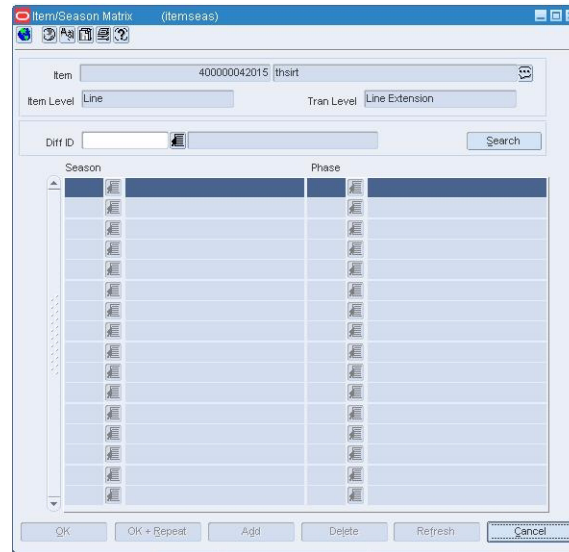 Item/Season Matrix (itemseas)
Item 400000042015 thsirt
Item Level Line Tran Level Line Extension
Diff ID Search
Season Phase
OK OK + Repeat Add Delete Refresh Cancel